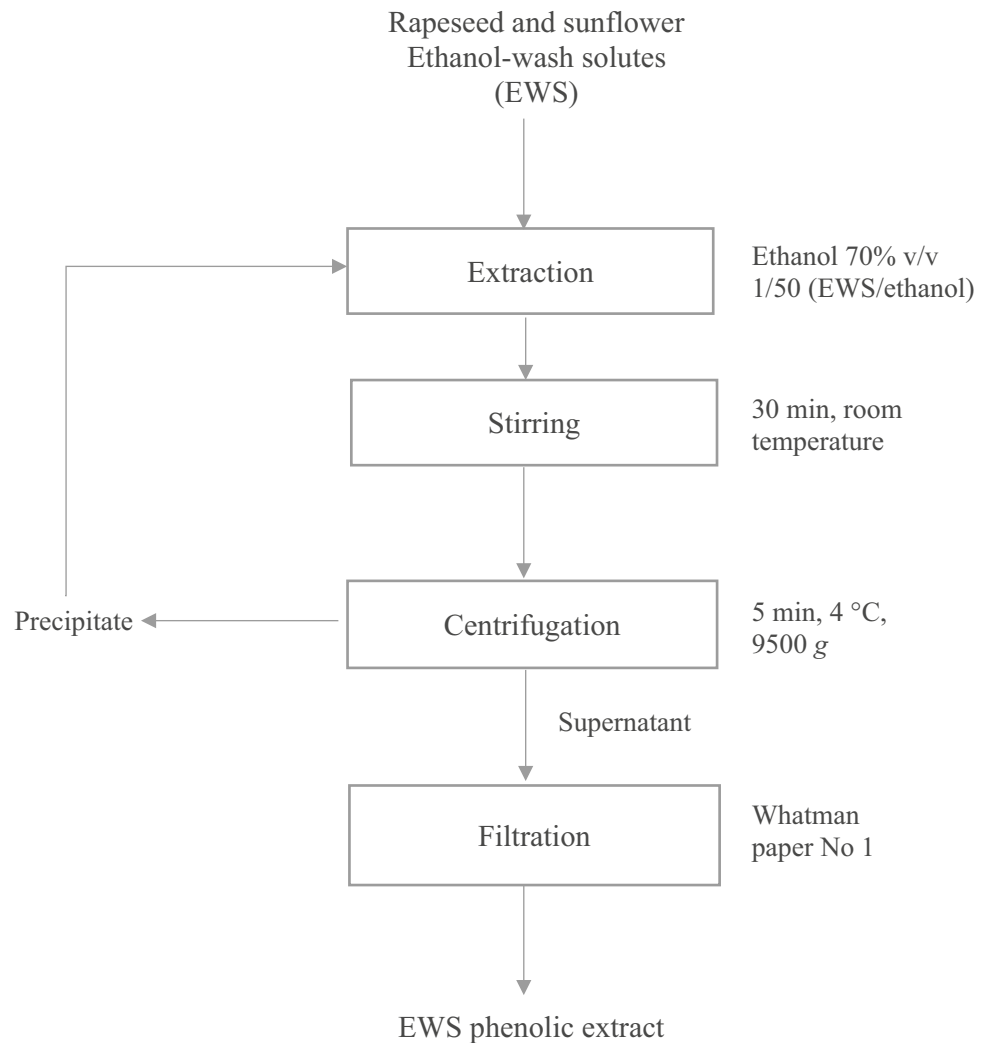 Rapeseed and sunflower
Ethanol-wash solutes
(EWS)
Extraction
Ethanol 70% v/v
1/50 (EWS/ethanol)
Stirring
30 min, room
temperature
Precipitate
Centrifugation
5 min, 4 °C,
9500 g
Supernatant
Filtration
Whatman
paper No 1
EWS phenolic extract